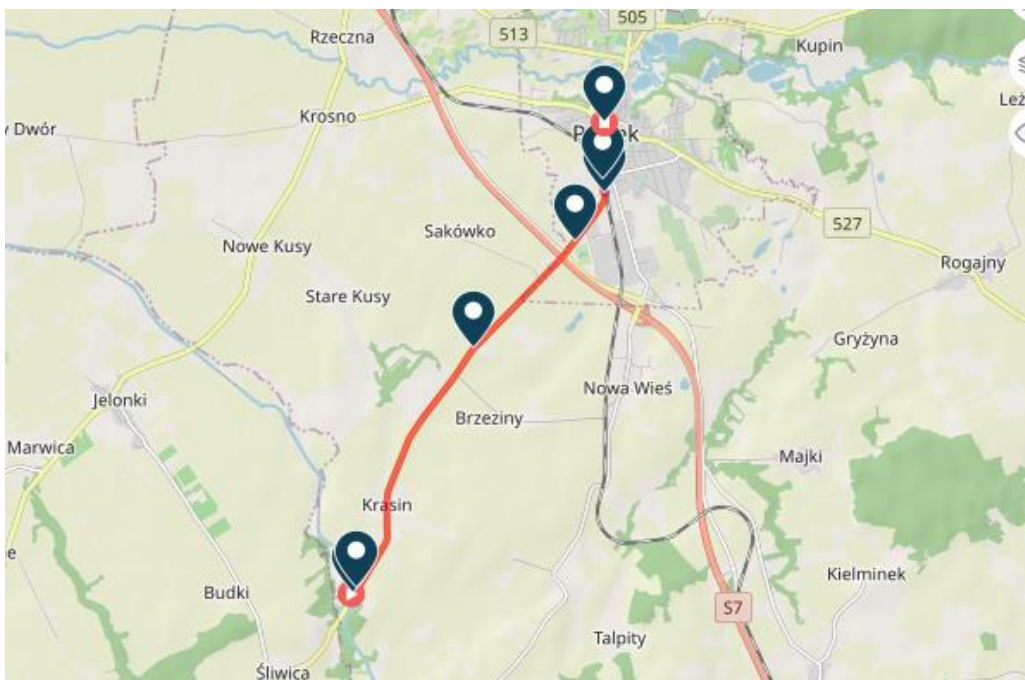 505
513
Rzeczna
Kupin
Krosno
y Dwór
527
Sakówko
Nowe Kusy
Rogajny
Stare Kusy
Gryżyna
Nowa Wieś
Jelonki
Brzeziny
Marwica
Majki
Krasin
Kielminek
Budki
S7
Talpity
Śliwica